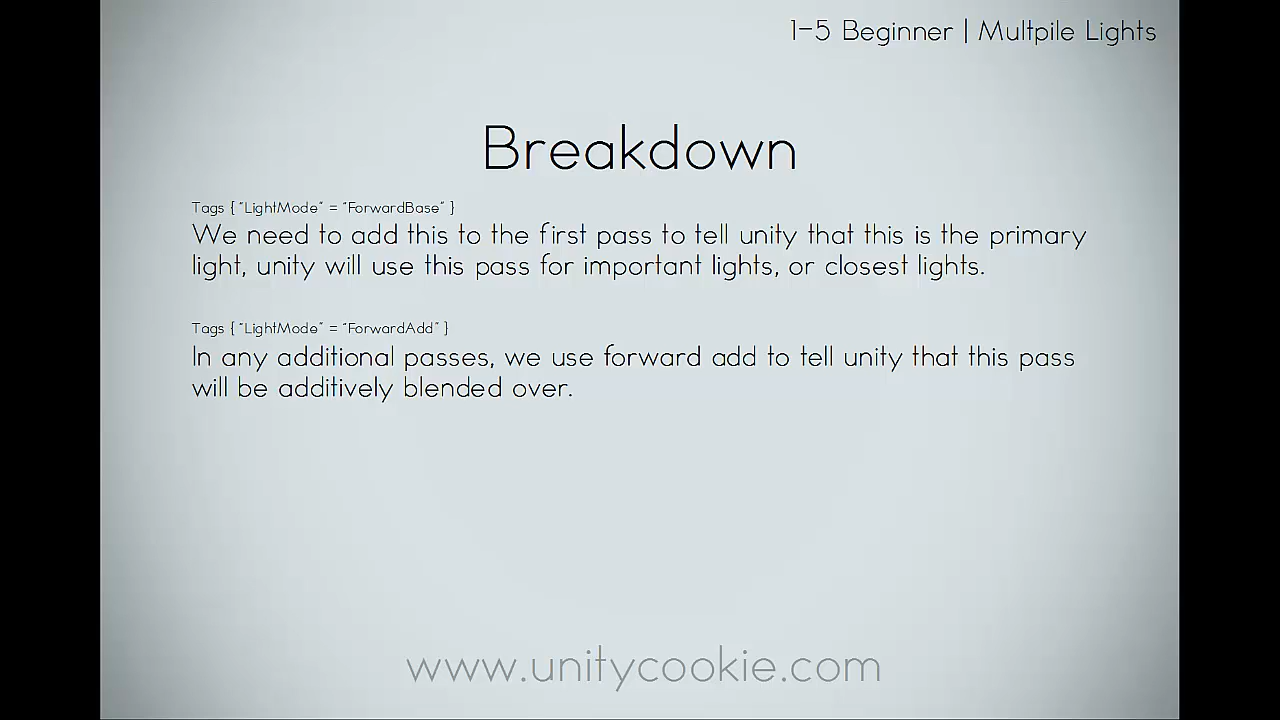 1-5 Beginner | Multpile Lights
Breakdown
Tags { "LightMode" = "ForwardBase" }
We need to add this to the first pass to tell unity that this is the primary
light, unity will use this pass for important lights, or closest lights.
Tags { "LightMode" = "ForwardAdd" }
In any additional passes, we use forward add to tell unity that this pass
will be additively blended over.
www.unitycookie.com